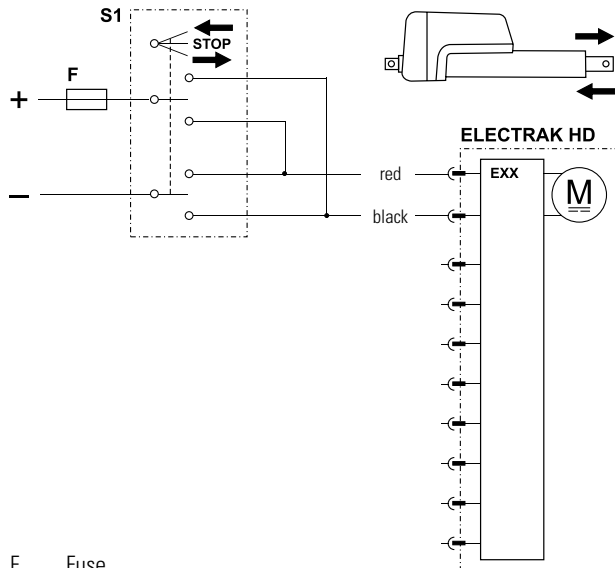 S1
STOP
F
+
−
ELECTRAK HD
red
EXX
M
black
F Fuse